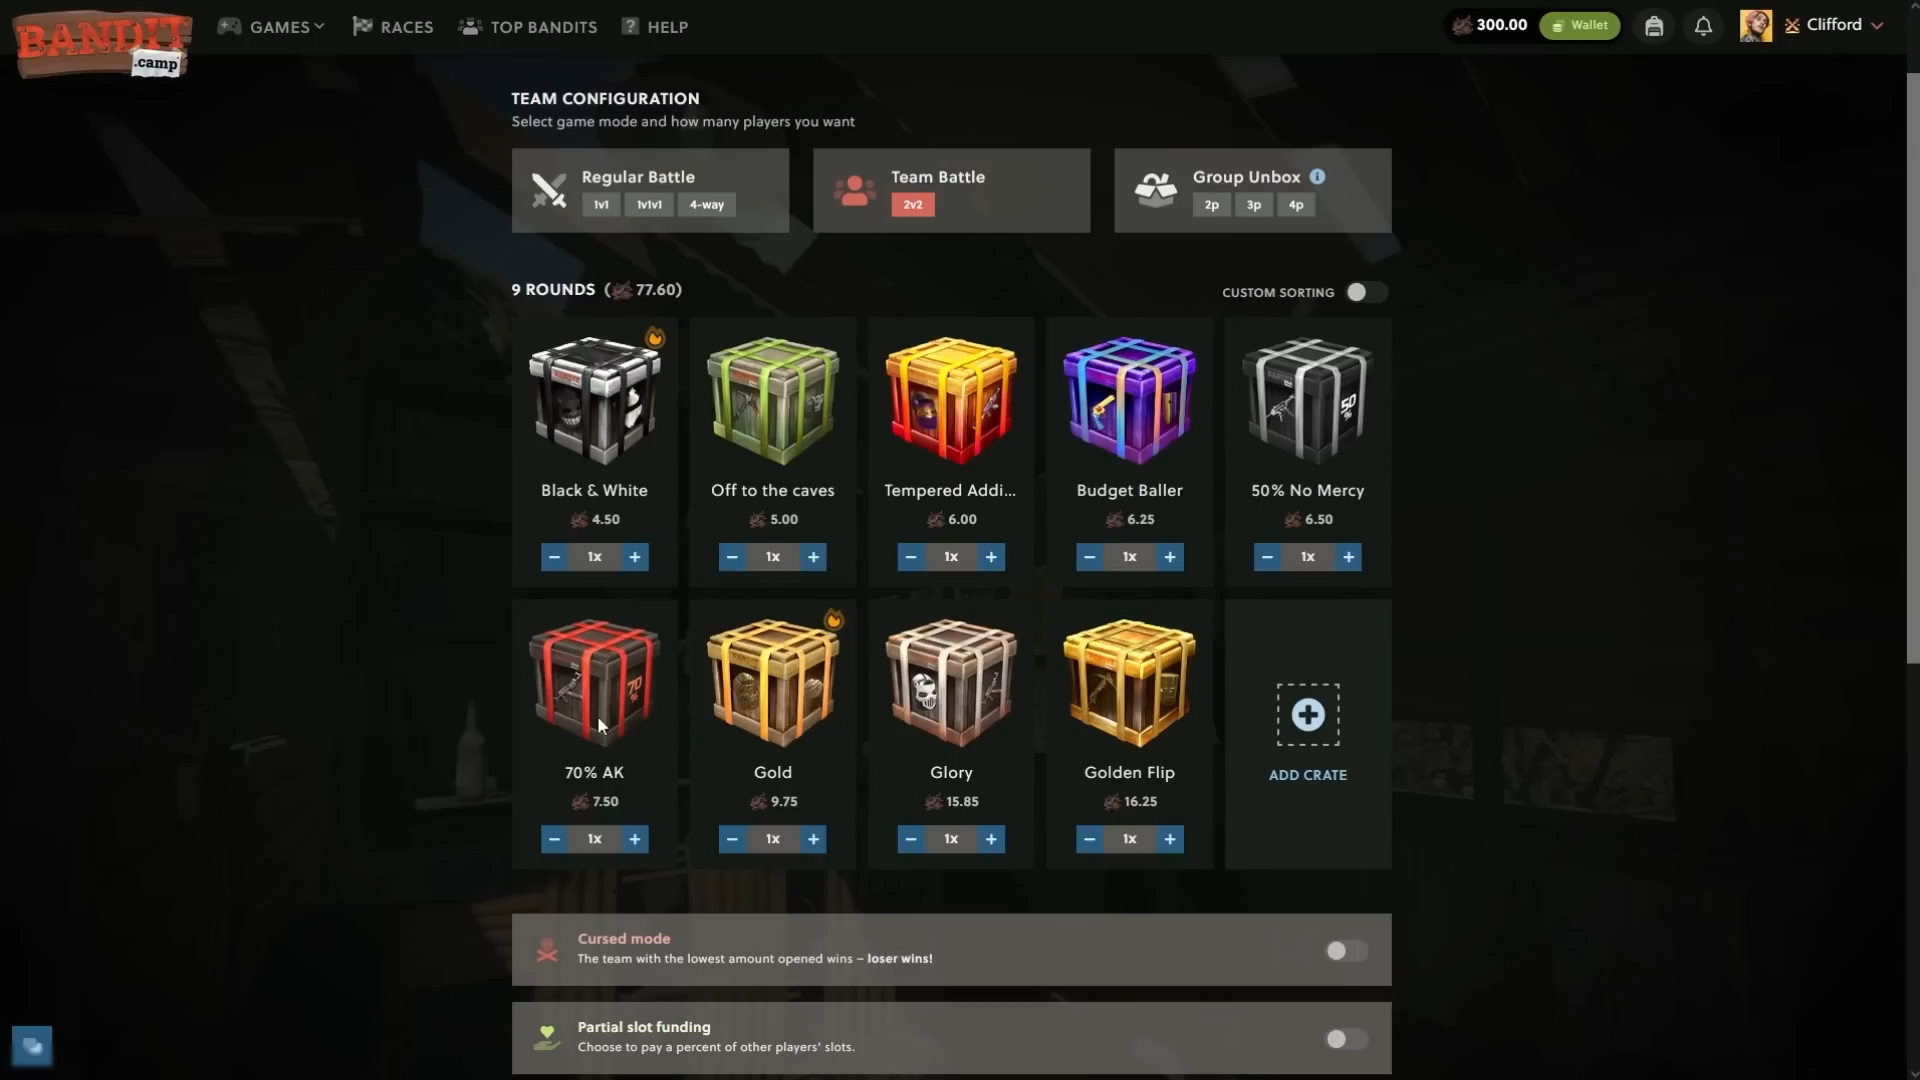 BANDIT
.camp
GAMES
RACES
TOP BANDITS
HELP
300.00
Wallet
Clifford
TEAM CONFIGURATION
Select game mode and how many players you want
Regular Battle
1v1 1v1v1 4-way
Team Battle
2v2
Group Unbox
2p 3p 4p
9 ROUNDS (77.60)
CUSTOM SORTING
50%
Black & White
4.50
1x
Off to the caves
5.00
1x
Tempered Addi...
6.00
1x
Budget Baller
6.25
1x
50% No Mercy
6.50
1x
70%
70% AK
7.50
1x
Gold
9.75
1x
Glory
15.85
1x
Golden Flip
16.25
1x
ADD CRATE
Cursed mode
The team with the lowest amount opened wins – loser wins!
Partial slot funding
Choose to pay a percent of other players' slots.